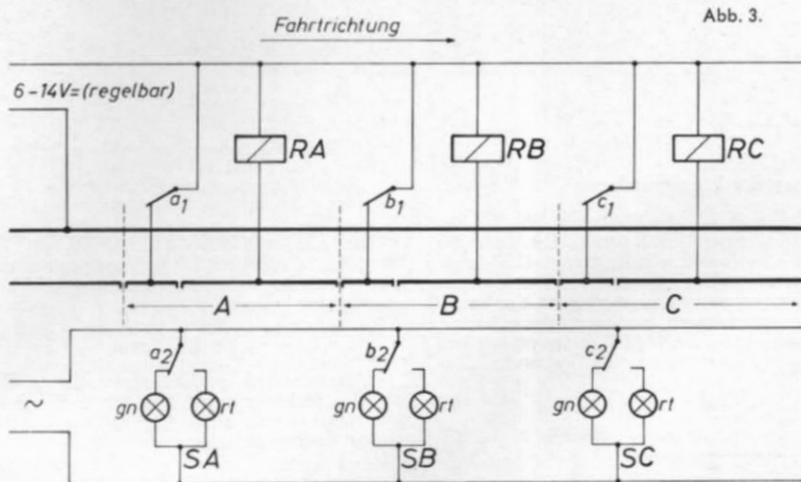 Abb. 3.
Fahrtrichtung
6-14V=(regelbar)
RA RB RC
a1 b1 c1
A B C
a2 b2 c2
~ gn rt gn rt gn rt
SA SB SC